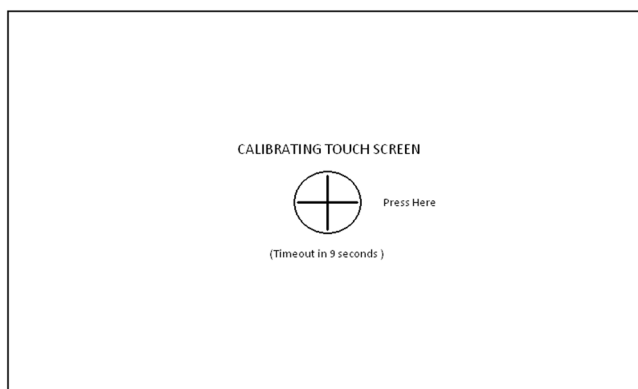 CALIBRATING TOUCH SCREEN
Press Here
(Timeout in 9 seconds )